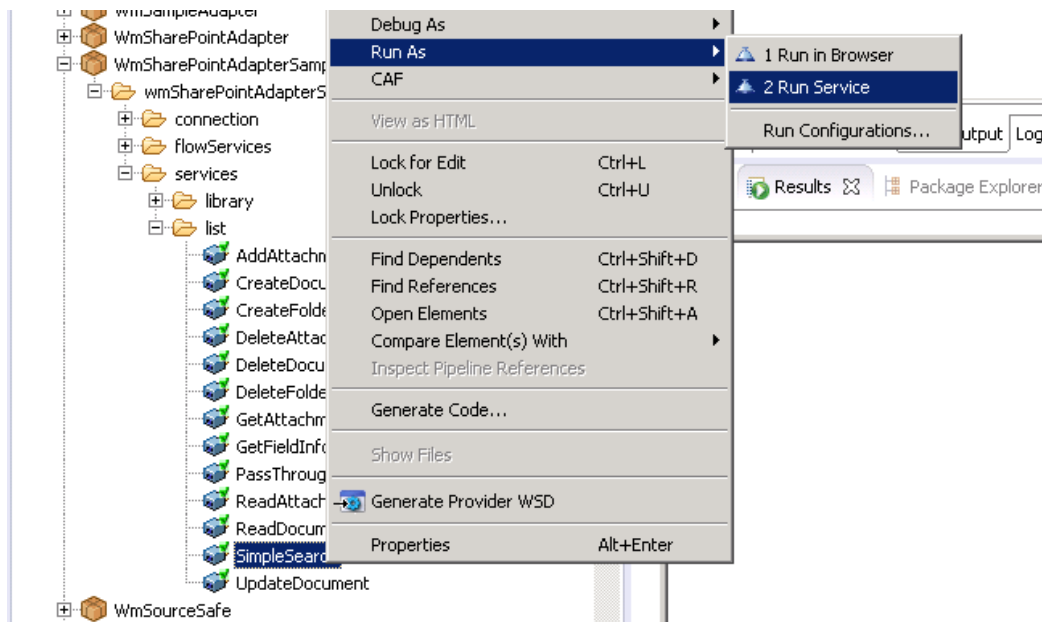 WmSampleAdapter
WmSharePointAdapter
WmSharePointAdapterSamp
wmSharePointAdapterS
connection
flowServices
services
library
list
AddAttachm
CreateDocu
CreateFolde
DeleteAttac
DeleteDocu
DeleteFolde
GetAttachm
GetFieldInfo
PassThroug
ReadAttach
ReadDocum
SimpleSearch
UpdateDocument
WmSourceSafe
Debug As
Run As
CAF
View as HTML
Lock for Edit Ctrl+L
Unlock Ctrl+U
Lock Properties...
Find Dependents Ctrl+Shift+D
Find References Ctrl+Shift+R
Open Elements Ctrl+Shift+A
Compare Element(s) With
Inspect Pipeline References
Generate Code...
Show Files
Generate Provider WSD
Properties Alt+Enter
1 Run in Browser
2 Run Service
Run Configurations...
utput Log
Results Package Explorer